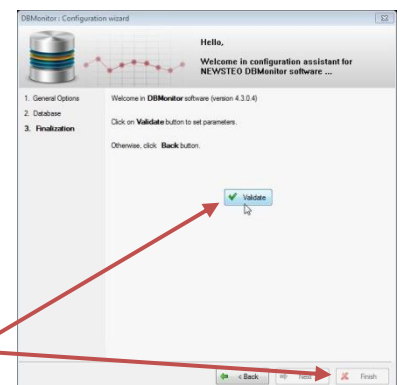 DBMonitor : Configuration wizard
Hello,
Welcome in configuration assistant for
NEWSTEO DBMonitor software ...
1. General Options
2. Database
3. Finalization
Welcome in DBMonitor software (version 4.3.0.4)
Click on Validate button to set parameters.
Otherwise, click Back button.
Validate
< Back
Finish